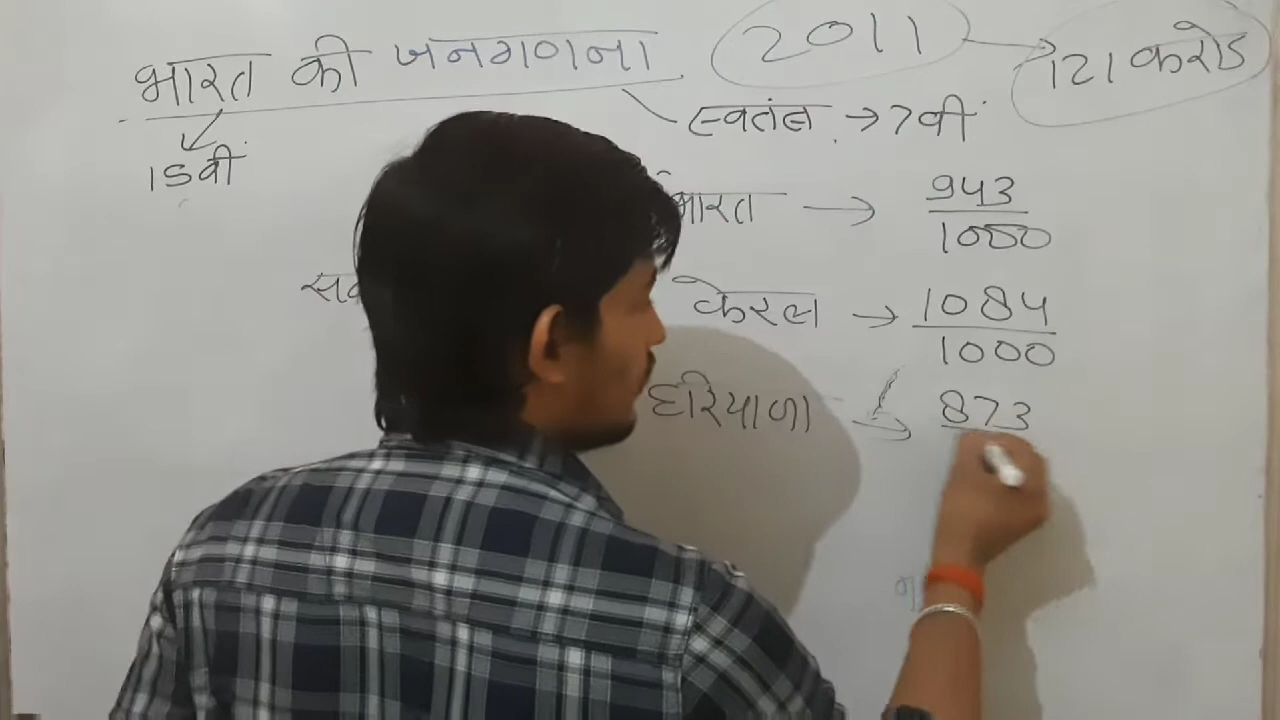 भारत की जनगणना 2011 → 121 करोड
स्वतंत्र → 7वी
15वी
भारत → 943
1000
केरल → 1084
1000
हरियाणा → 873